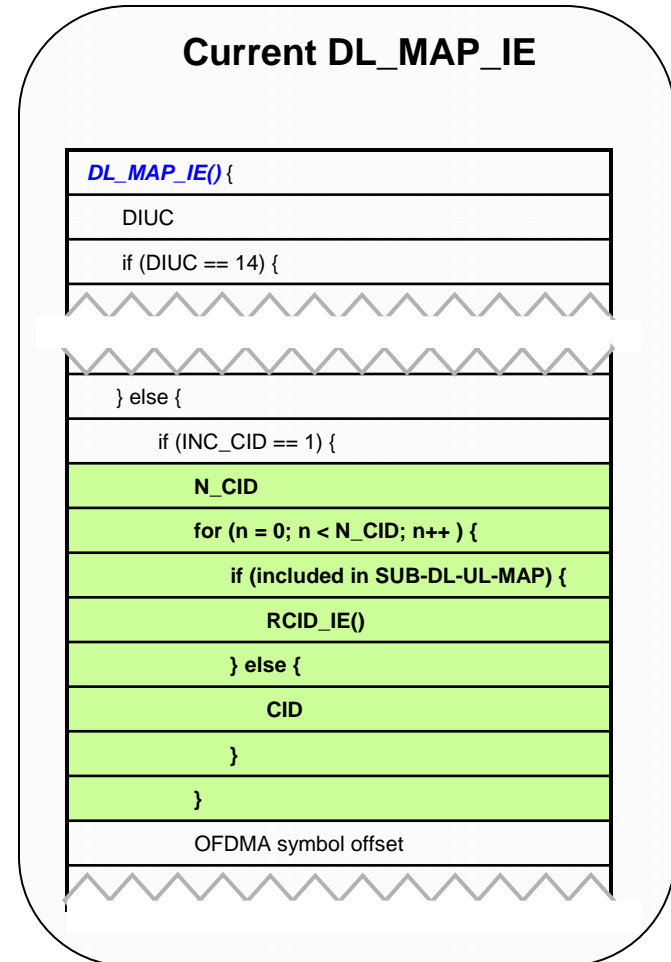 Current DL_MAP_IE
DL_MAP_IE() {
DIUC
if (DIUC == 14) {
} else {
if (INC_CID == 1) {
N_CID
for (n = 0; n < N_CID; n++ ) {
if (included in SUB-DL-UL-MAP) {
RCID_IE()
} else {
CID
}
}
OFDMA symbol offset